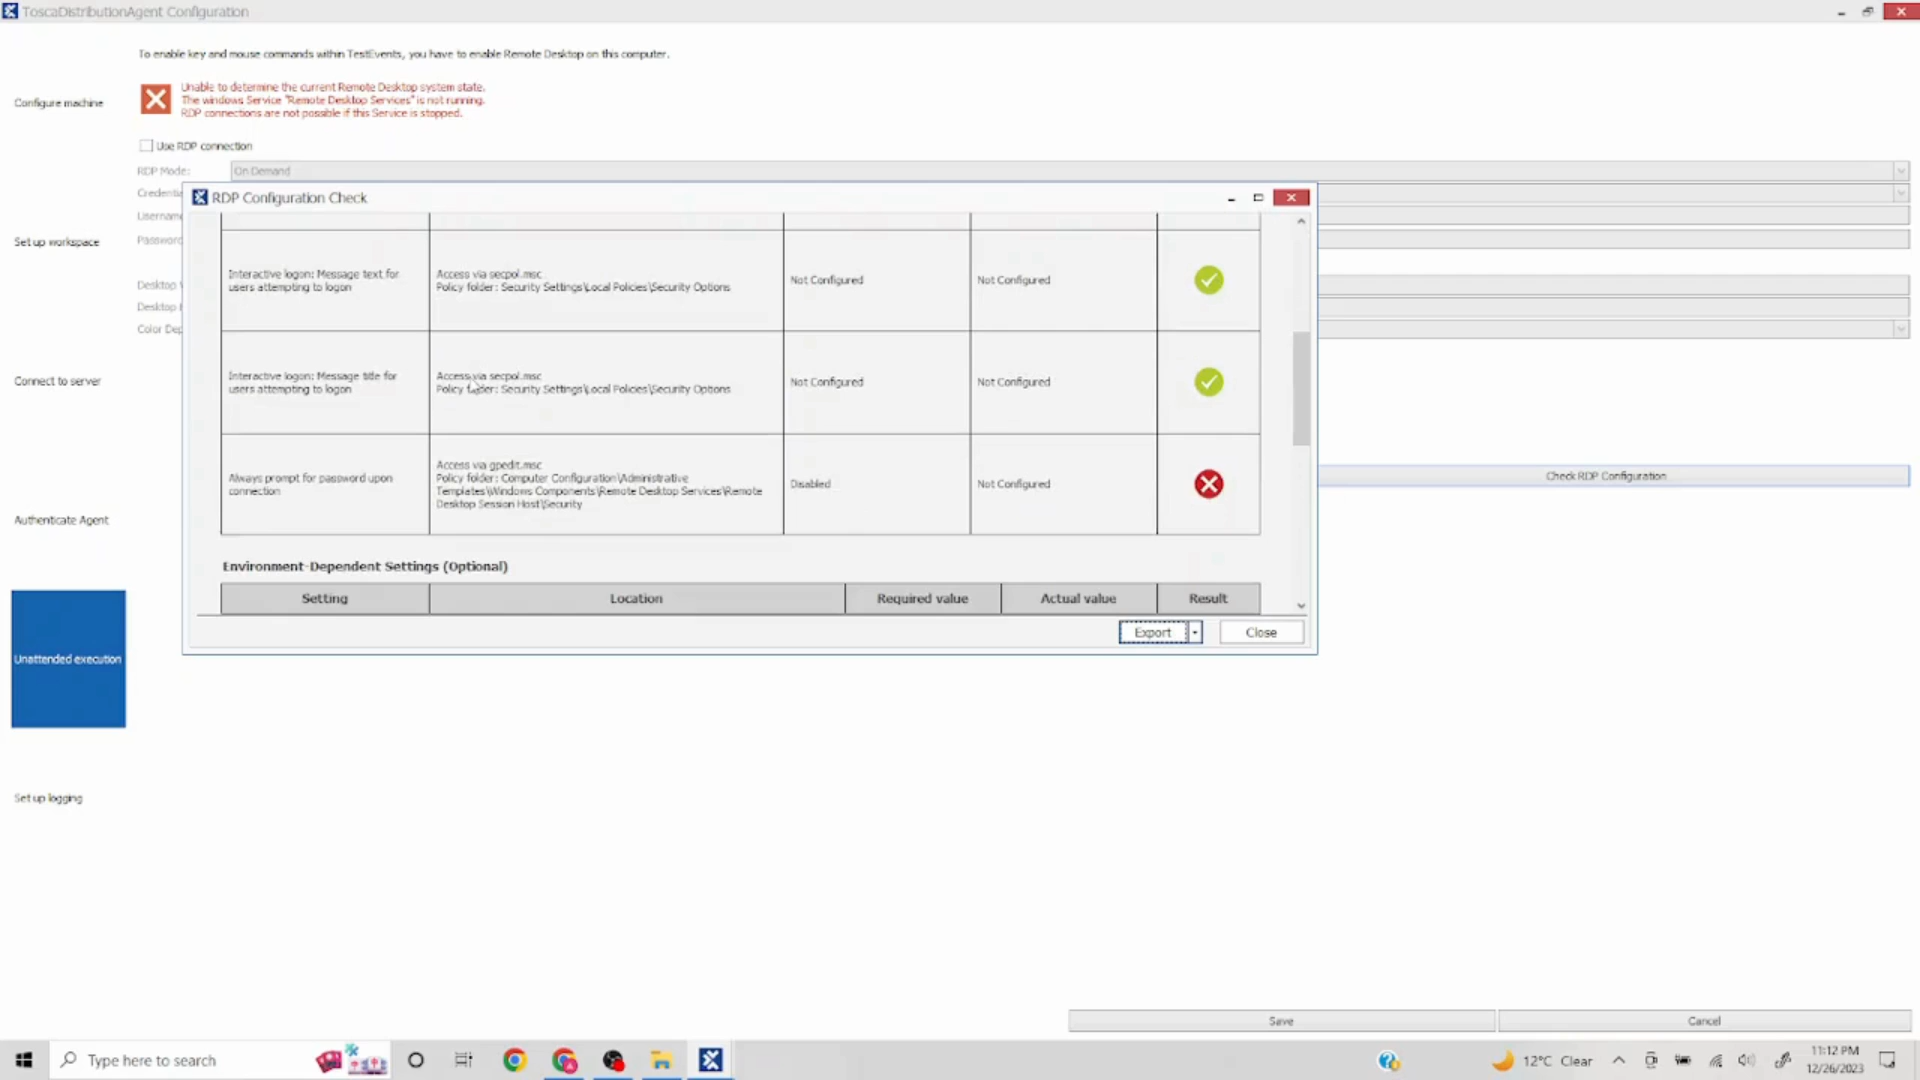 ToscaDistributionAgent Configuration
To enable key and mouse commands within TestEvents, you have to enable Remote Desktop on this computer.
Configure machine
Unable to determine the current Remote Desktop system state.
The windows Service "Remote Desktop Services" is not running.
RDP connections are not possible if this Service is stopped.
Use RDP connection
RDP Mode:
On Demand
Credentia
Username
Set up workspace
Password
Desktop
Desktop
Color Dep
Connect to server
Authenticate Agent
Unattended execution
Set up logging
RDP Configuration Check
Interactive logon: Message text for
users attempting to logon
Access via secpol.msc
Policy folder: Security Settings\Local Policies\Security Options
Not Configured
Not Configured
Interactive logon: Message title for
users attempting to logon
Access via secpol.msc
Policy folder: Security Settings\Local Policies\Security Options
Not Configured
Not Configured
Always prompt for password upon
connection
Access via gpedit.msc
Policy folder: Computer Configuration\Administrative
Templates\Windows Components\Remote Desktop Services\Remote
Desktop Session Host\Security
Disabled
Not Configured
Environment-Dependent Settings (Optional)
Setting
Location
Required value
Actual value
Result
Export
Close
Check RDP Configuration
Save
Cancel
Type here to search
12°C Clear
11:12 PM
12/26/2023